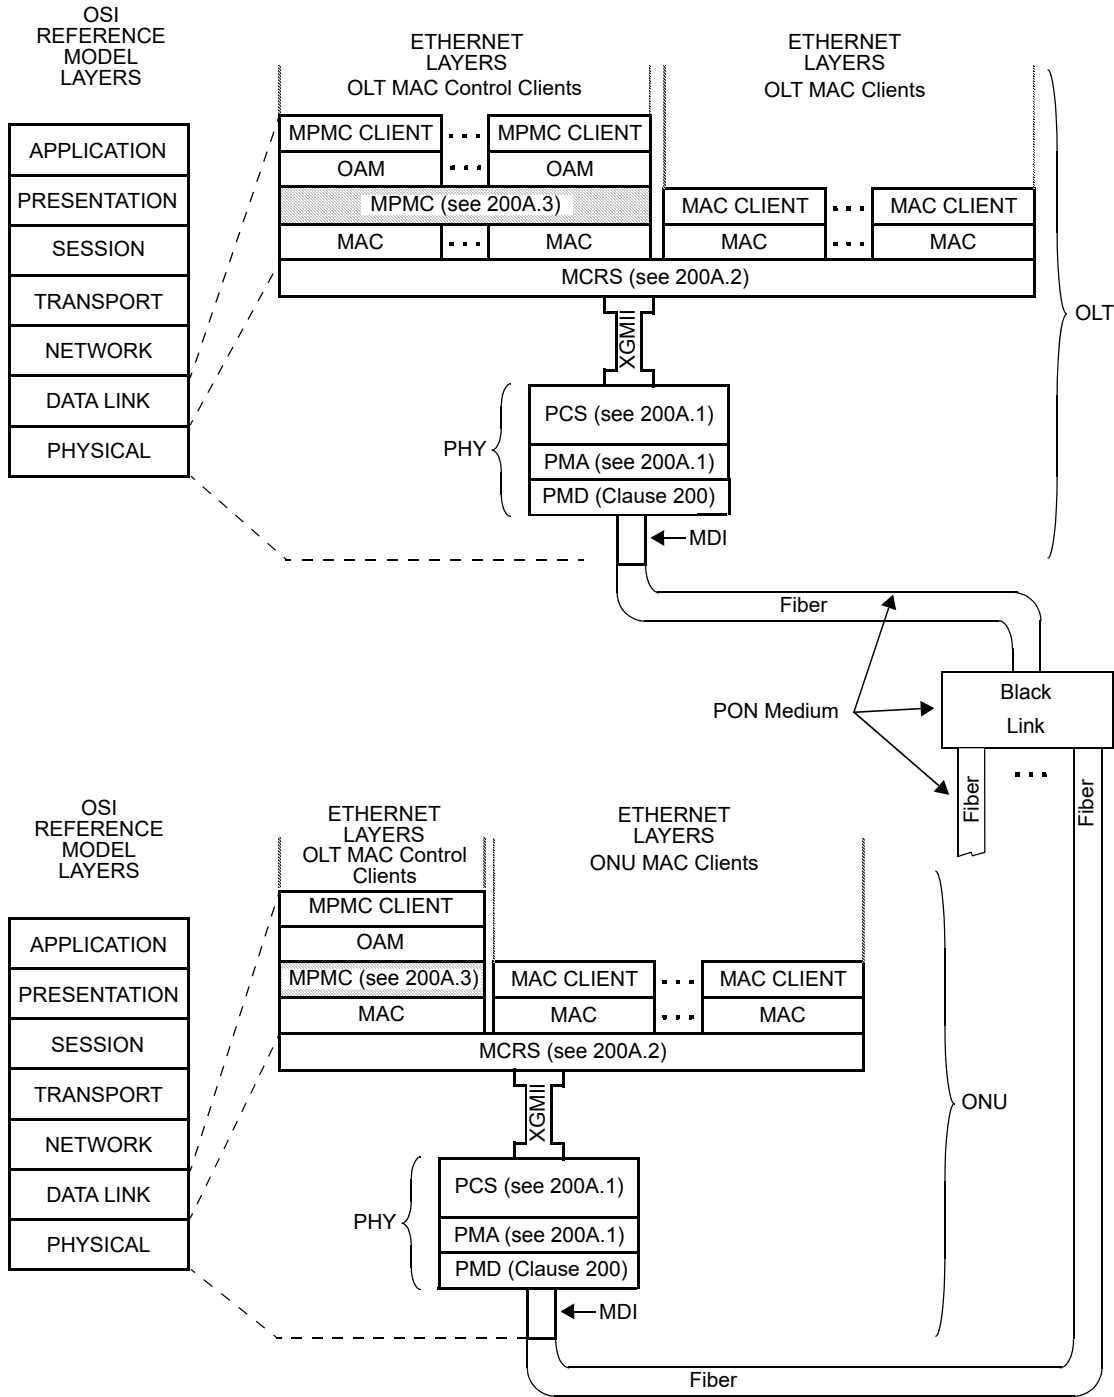 OSI
REFERENCE
MODEL
LAYERS
ETHERNET
LAYERS
OLT MAC Control Clients
ETHERNET
LAYERS
OLT MAC Clients
APPLICATION
PRESENTATION
SESSION
TRANSPORT
NETWORK
DATA LINK
PHYSICAL
MPMC CLIENT ... MPMC CLIENT
OAM ... OAM
MPMC (see 200A.3)
MAC ... MAC
MAC CLIENT ... MAC CLIENT
MAC ... MAC
MCRS (see 200A.2)
XGMII
OLT
PHY
PCS (see 200A.1)
PMA (see 200A.1)
PMD (Clause 200)
MDI
Fiber
PON Medium
Black
Link
Fiber
...
Fiber
OSI
REFERENCE
MODEL
LAYERS
ETHERNET
LAYERS
OLT MAC Control
Clients
ETHERNET
LAYERS
ONU MAC Clients
APPLICATION
PRESENTATION
SESSION
TRANSPORT
NETWORK
DATA LINK
PHYSICAL
MPMC CLIENT
OAM
MPMC (see 200A.3)
MAC
MAC CLIENT ... MAC CLIENT
MAC ... MAC
MCRS (see 200A.2)
XGMII
ONU
PHY
PCS (see 200A.1)
PMA (see 200A.1)
PMD (Clause 200)
MDI
Fiber